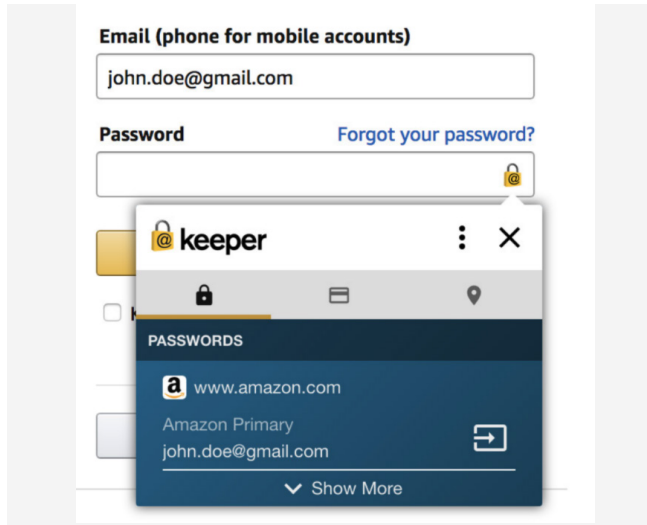 Email (phone for mobile accounts)
john.doe@gmail.com
Password Forgot your password?
keeper
PASSWORDS
www.amazon.com
Amazon Primary
john.doe@gmail.com
Show More